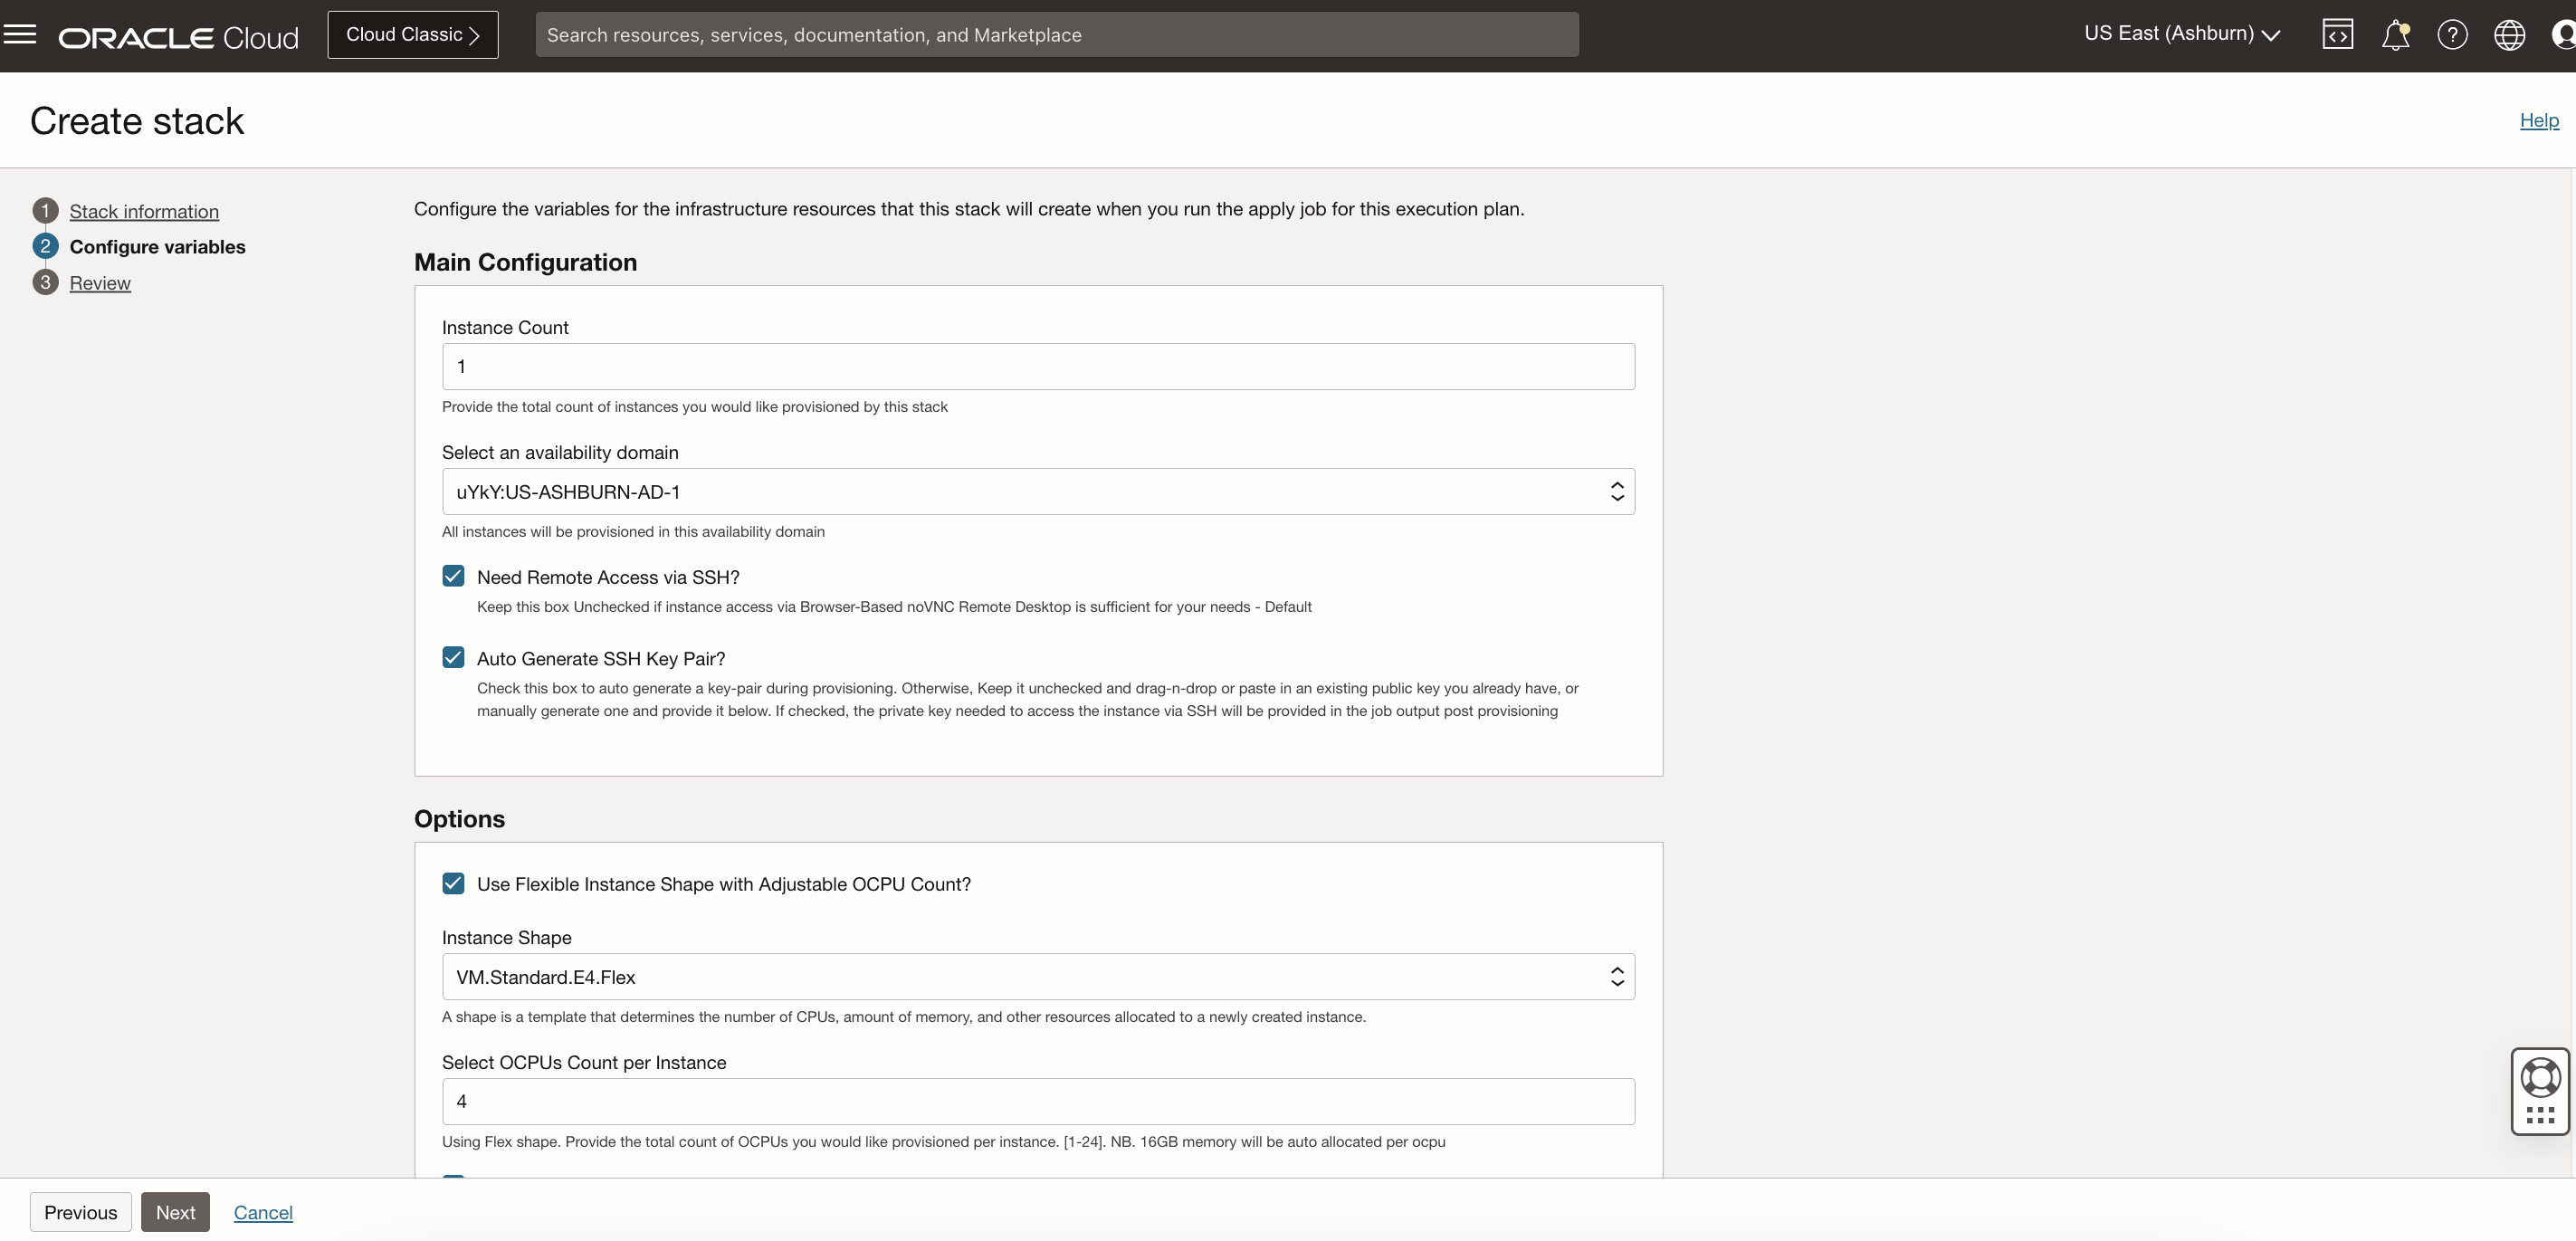 ORACLE Cloud
Cloud Classic
Search resources, services, documentation, and Marketplace
US East (Ashburn)
Create stack
Help
1 Stack information
2 Configure variables
3 Review
Configure the variables for the infrastructure resources that this stack will create when you run the apply job for this execution plan.
Main Configuration
Instance Count
1
Provide the total count of instances you would like provisioned by this stack
Select an availability domain
uYkY:US-ASHBURN-AD-1
All instances will be provisioned in this availability domain
Need Remote Access via SSH?
Keep this box Unchecked if instance access via Browser-Based noVNC Remote Desktop is sufficient for your needs - Default
Auto Generate SSH Key Pair?
Check this box to auto generate a key-pair during provisioning. Otherwise, Keep it unchecked and drag-n-drop or paste in an existing public key you already have, or
manually generate one and provide it below. If checked, the private key needed to access the instance via SSH will be provided in the job output post provisioning
Options
Use Flexible Instance Shape with Adjustable OCPU Count?
Instance Shape
VM.Standard.E4.Flex
A shape is a template that determines the number of CPUs, amount of memory, and other resources allocated to a newly created instance.
Select OCPUs Count per Instance
4
Using Flex shape. Provide the total count of OCPUs you would like provisioned per instance. [1-24]. NB. 16GB memory will be auto allocated per ocpu
Previous
Next
Cancel